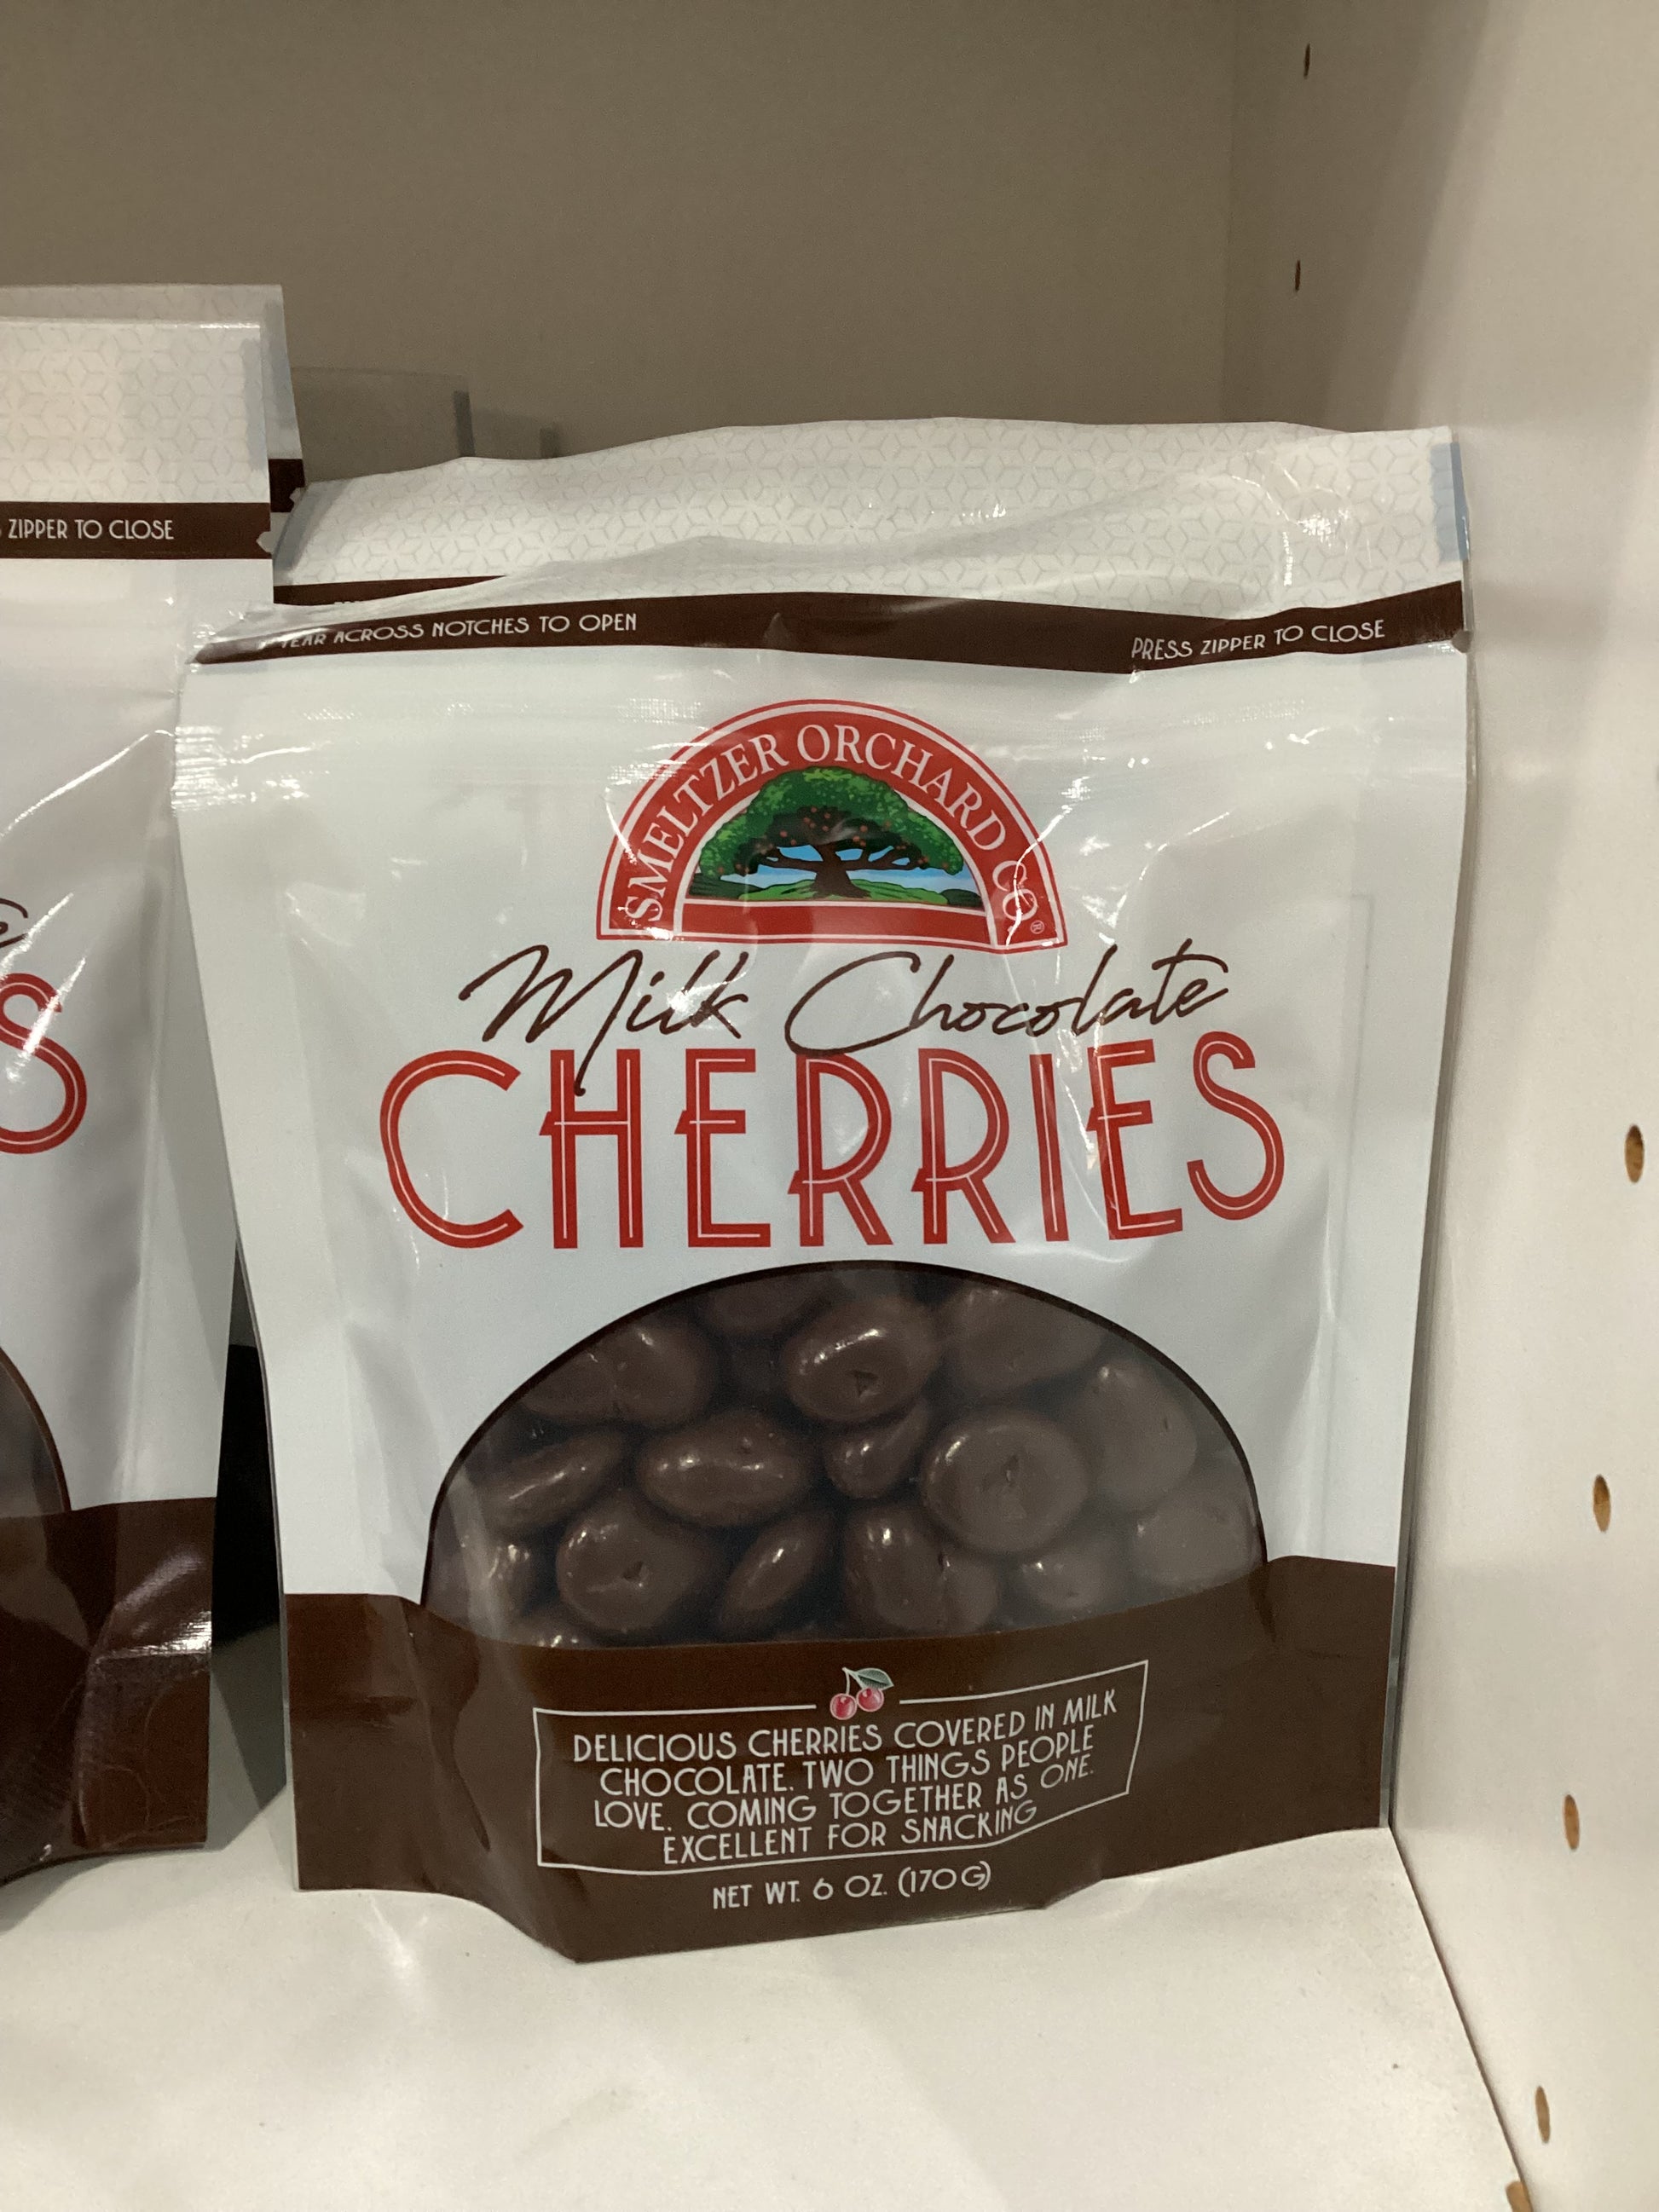 ZIPPER TO CLOSE
TEAR ACROSS NOTCHES TO OPEN
PRESS ZIPPER TO CLOSE
SMELTZER ORCHARD CO.
Milk Chocolate
CHERRIES
S
DELICIOUS CHERRIES COVERED IN MILK
CHOCOLATE. TWO THINGS PEOPLE
LOVE. COMING TOGETHER AS ONE.
EXCELLENT FOR SNACKING
NET WT. 6 OZ. (170G)